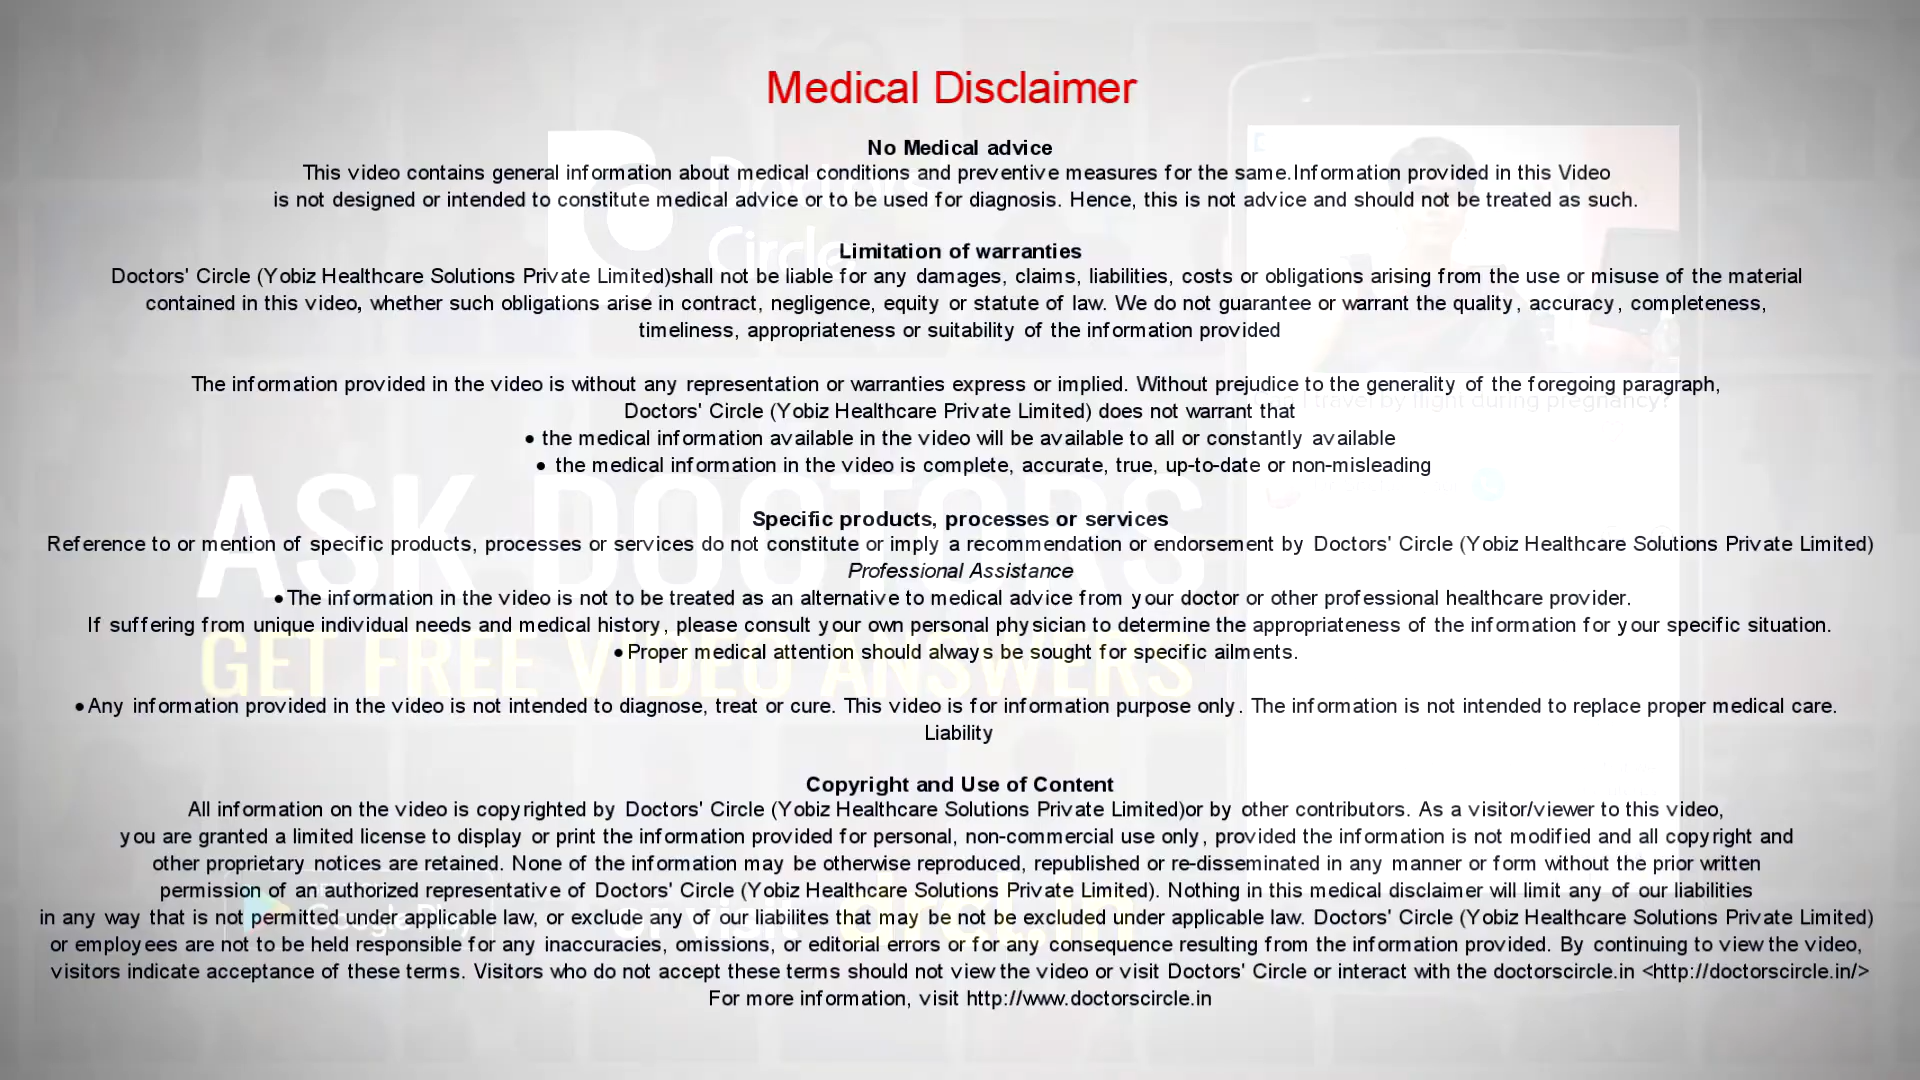 Medical Disclaimer
No Medical advice
This video contains general information about medical conditions and preventive measures for the same.Information provided in this Video
is not designed or intended to constitute medical advice or to be used for diagnosis. Hence, this is not advice and should not be treated as such.
Doctors'
Circle
Limitation of warranties
Doctors' Circle (Yobiz Healthcare Solutions Private Limited)shall not be liable for any damages, claims, liabilities, costs or obligations arising from the use or misuse of the material
contained in this video, whether such obligations arise in contract, negligence, equity or statute of law. We do not guarantee or warrant the quality, accuracy, completeness,
timeliness, appropriateness or suitability of the information provided
The information provided in the video is without any representation or warranties express or implied. Without prejudice to the generality of the foregoing paragraph,
Can I travel by flight during pregnancy?
Doctors' Circle (Yobiz Healthcare Private Limited) does not warrant that
• the medical information available in the video will be available to all or constantly available
• the medical information in the video is complete, accurate, true, up-to-date or non-misleading
ASK DOCTORS
Specific products, processes or services
Reference to or mention of specific products, processes or services do not constitute or imply a recommendation or endorsement by Doctors' Circle (Yobiz Healthcare Solutions Private Limited)
Professional Assistance
•The information in the video is not to be treated as an alternative to medical advice from your doctor or other professional healthcare provider.
If suffering from unique individual needs and medical history, please consult your own personal physician to determine the appropriateness of the information for your specific situation.
•Proper medical attention should always be sought for specific ailments.
GET FREE VIDEO ANSWERS
•Any information provided in the video is not intended to diagnose, treat or cure. This video is for information purpose only. The information is not intended to replace proper medical care.
Liability
Copyright and Use of Content
All information on the video is copyrighted by Doctors' Circle (Yobiz Healthcare Solutions Private Limited)or by other contributors. As a visitor/viewer to this video,
you are granted a limited license to display or print the information provided for personal, non-commercial use only, provided the information is not modified and all copyright and
other proprietary notices are retained. None of the information may be otherwise reproduced, republished or re-disseminated in any manner or form without the prior written
permission of an authorized representative of Doctors' Circle (Yobiz Healthcare Solutions Private Limited). Nothing in this medical disclaimer will limit any of our liabilities
in any way that is not permitted under applicable law, or exclude any of our liabilites that may be not be excluded under applicable law. Doctors' Circle (Yobiz Healthcare Solutions Private Limited)
Google Play
or visit drcl.in
or employees are not to be held responsible for any inaccuracies, omissions, or editorial errors or for any consequence resulting from the information provided. By continuing to view the video,
visitors indicate acceptance of these terms. Visitors who do not accept these terms should not view the video or visit Doctors' Circle or interact with the doctorscircle.in <http://doctorscircle.in/>
For more information, visit http://www.doctorscircle.in